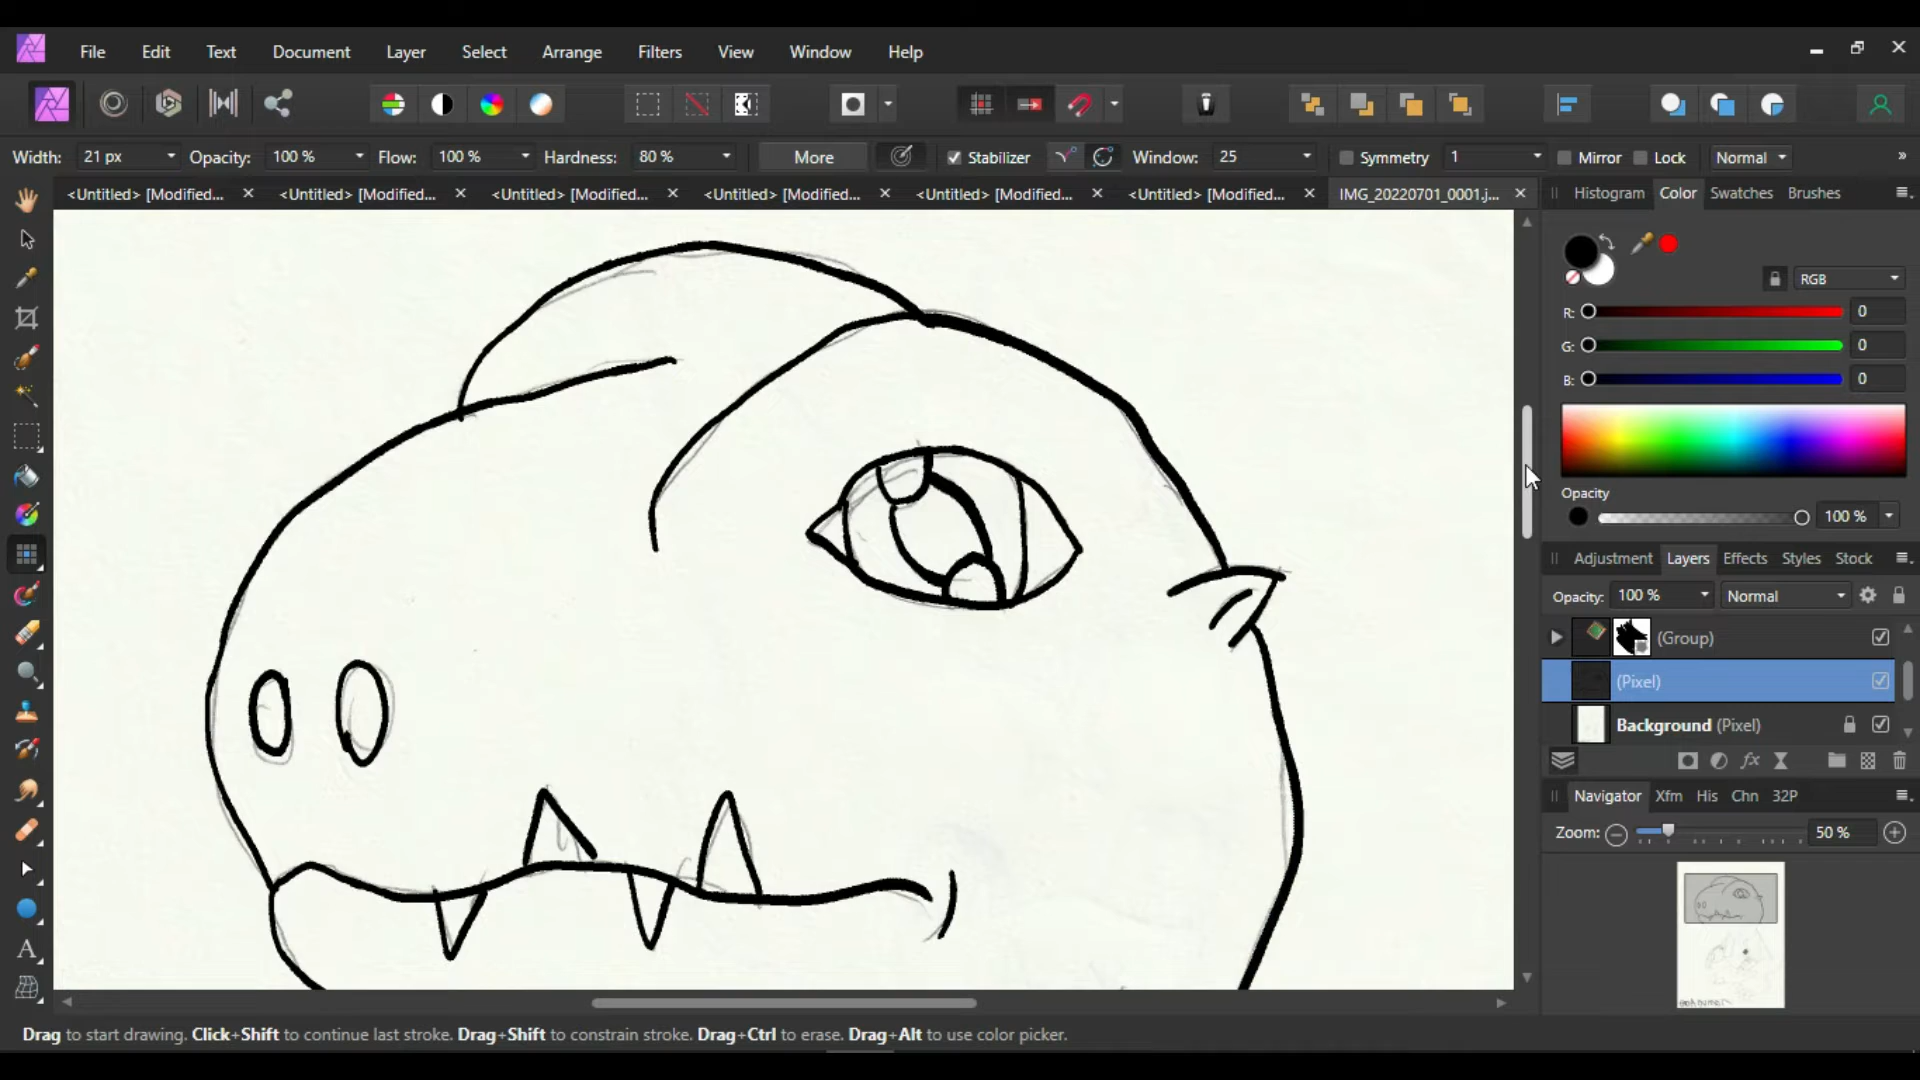 File Edit Text Document Layer Select Arrange Filters View Window Help
Width: 21 px Opacity: 100 % Flow: 100 % Hardness: 80 % More Stabilizer Window: 25 Symmetry 1 Mirror Lock Normal »
<Untitled> [Modified... <Untitled> [Modified... <Untitled> [Modified... <Untitled> [Modified... <Untitled> [Modified... <Untitled> [Modified... IMG_20220701_0001.j...
Histogram Color Swatches Brushes
RGB
R: 0
G: 0
B: 0
Opacity
100 %
Adjustment Layers Effects Styles Stock
Opacity: 100 % Normal
(Group)
(Pixel)
Background (Pixel)
Navigator Xfm His Chn 32P
Zoom: 50 %
Drag to start drawing. Click+Shift to continue last stroke. Drag+Shift to constrain stroke. Drag+Ctrl to erase. Drag+Alt to use color picker.